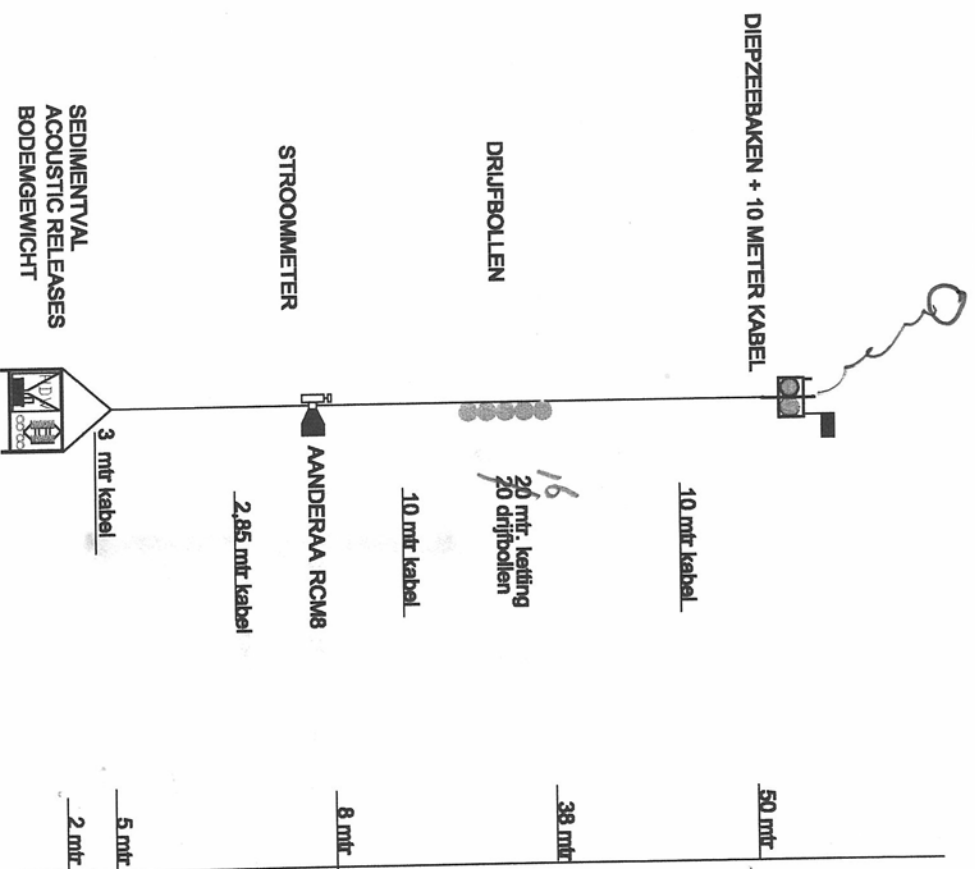 DIEPZEEBAKEN + 10 METER KABEL
10 mtr kabel
50 mtr
DRIJFBOLLEN
16
20 mtr. ketting
20 drijfbollen
38 mtr
10 mtr kabel
STROOMMETER
AANDERAA RCM8
8 mtr
2,85 mtr kabel
3 mtr kabel
5 mtr
SEDIMENTVAL
ACOUSTIC RELEASES
BODEMGEWICHT
2 mtr